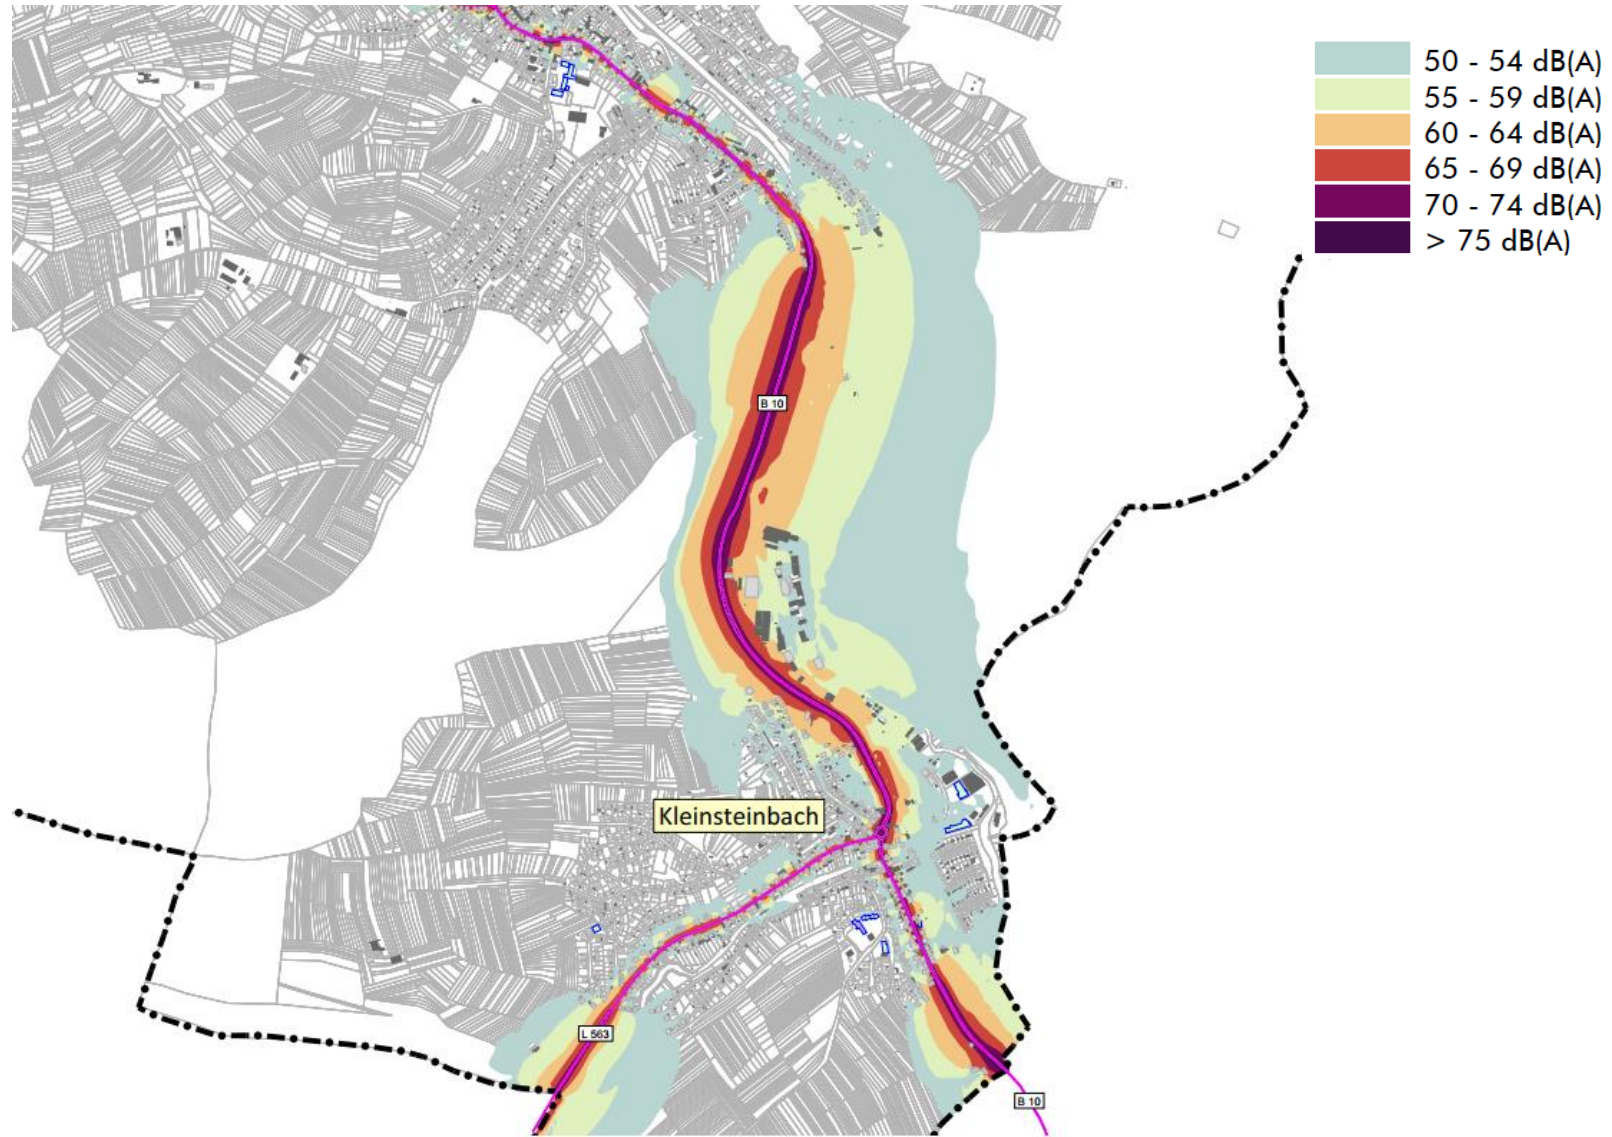 50 - 54 dB(A)
55 - 59 dB(A)
60 - 64 dB(A)
65 - 69 dB(A)
70 - 74 dB(A)
> 75 dB(A)
B 10
Kleinsteinbach
L 563
B 10